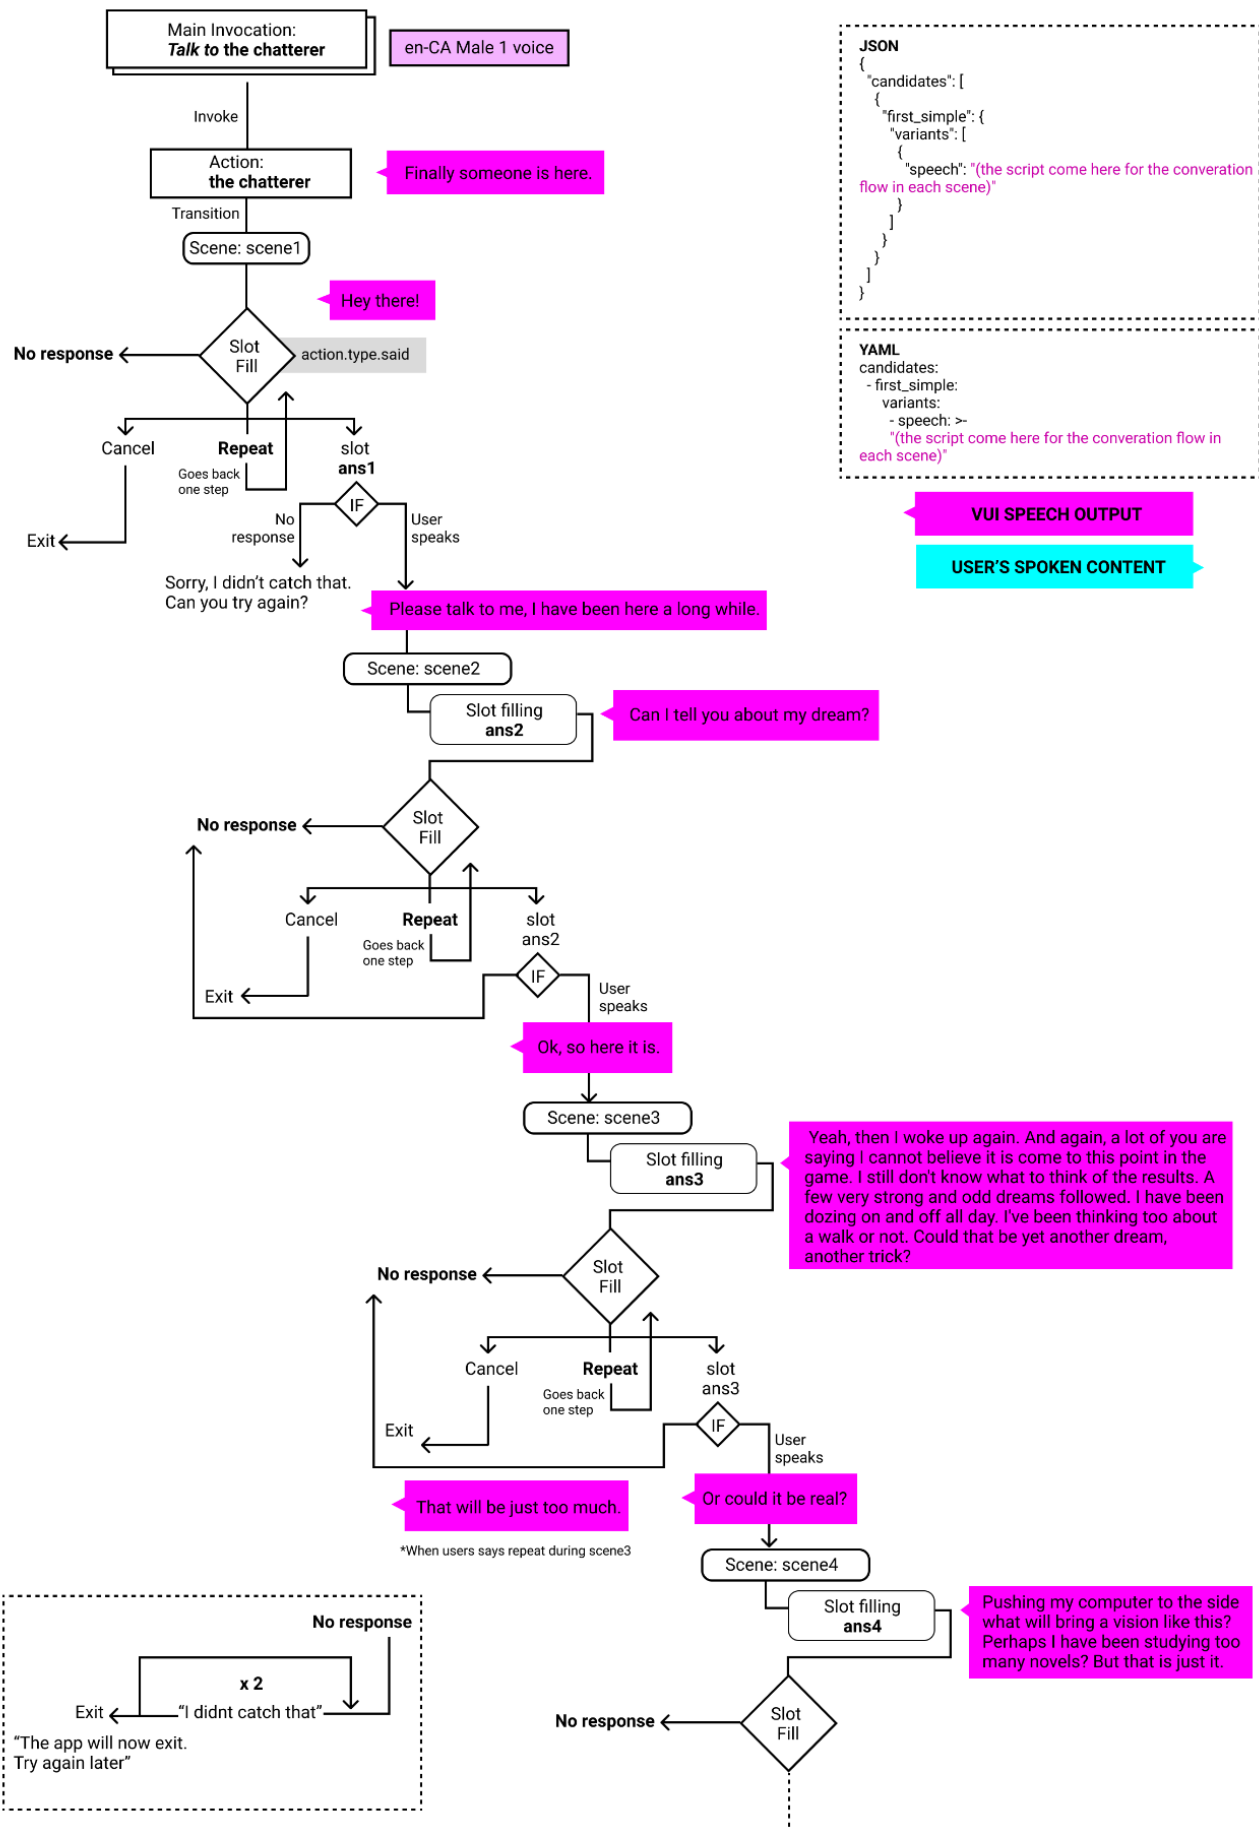 Main Invocation:
Talk to the chatterer
en-CA Male 1 voice
Invoke
Action:
the chatterer
Finally someone is here.
Transition
Scene: scene1
Hey there!
Slot
Fill
No response
action.type.said
Cancel
Repeat
slot
ans1
Goes back
one step
IF
No
response
User
speaks
Exit
Sorry, I didn't catch that.
Can you try again?
Please talk to me, I have been here a long while.
JSON
{
"candidates": [
{
"first_simple": {
"variants": [
{
"speech": "(the script come here for the converation
flow in each scene)"
}
]
}
}
]
}
YAML
candidates:
- first_simple:
variants:
- speech: >-
"(the script come here for the converation flow in
each scene)"
VUI SPEECH OUTPUT
USER'S SPOKEN CONTENT
Scene: scene2
Slot filling
ans2
Can I tell you about my dream?
Slot
Fill
No response
Cancel
Repeat
slot
ans2
Goes back
one step
IF
Exit
User
speaks
Ok, so here it is.
Scene: scene3
Slot filling
ans3
Yeah, then I woke up again. And again, a lot of you are
saying I cannot believe it is come to this point in the
game. I still don't know what to think of the results. A
few very strong and odd dreams followed. I have been
dozing on and off all day. I've been thinking too about
a walk or not. Could that be yet another dream,
another trick?
Slot
Fill
No response
Cancel
Repeat
slot
ans3
Goes back
one step
IF
Exit
User
speaks
That will be just too much.
*When users says repeat during scene3
Or could it be real?
Scene: scene4
Slot filling
ans4
Pushing my computer to the side
what will bring a vision like this?
Perhaps I have been studying too
many novels? But that is just it.
Slot
Fill
No response
No response
x 2
Exit
“I didnt catch that”
“The app will now exit.
Try again later”